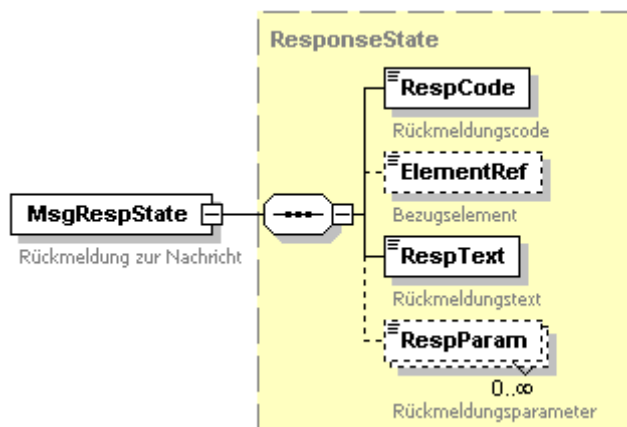 ResponseState
RespCode
Rückmeldungscode
ElementRef
Bezugselement
MsgRespState
Rückmeldung zur Nachricht
RespText
Rückmeldungstext
RespParam
0..∞
Rückmeldungsparameter